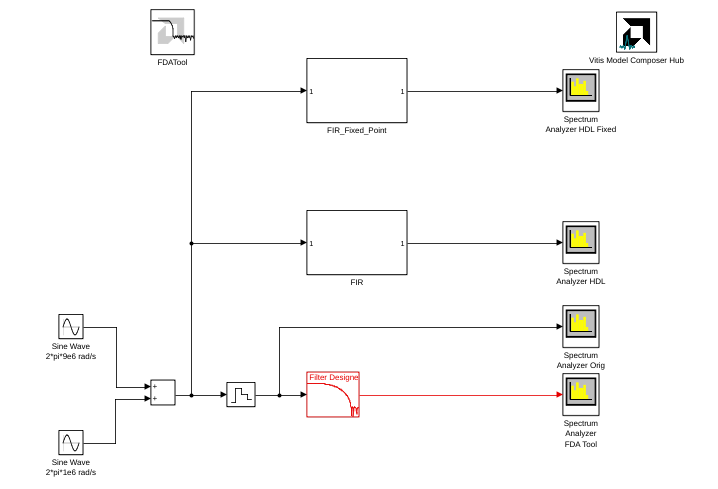 FDATool
Vitis Model Composer Hub
1
1
FIR_Fixed_Point
Spectrum
Analyzer HDL Fixed
1
1
FIR
Spectrum
Analyzer HDL
Sine Wave
2*pi*9e6 rad/s
Spectrum
Analyzer Orig
+
+
Filter Designe
Spectrum
Analyzer
FDA Tool
Sine Wave
2*pi*1e6 rad/s